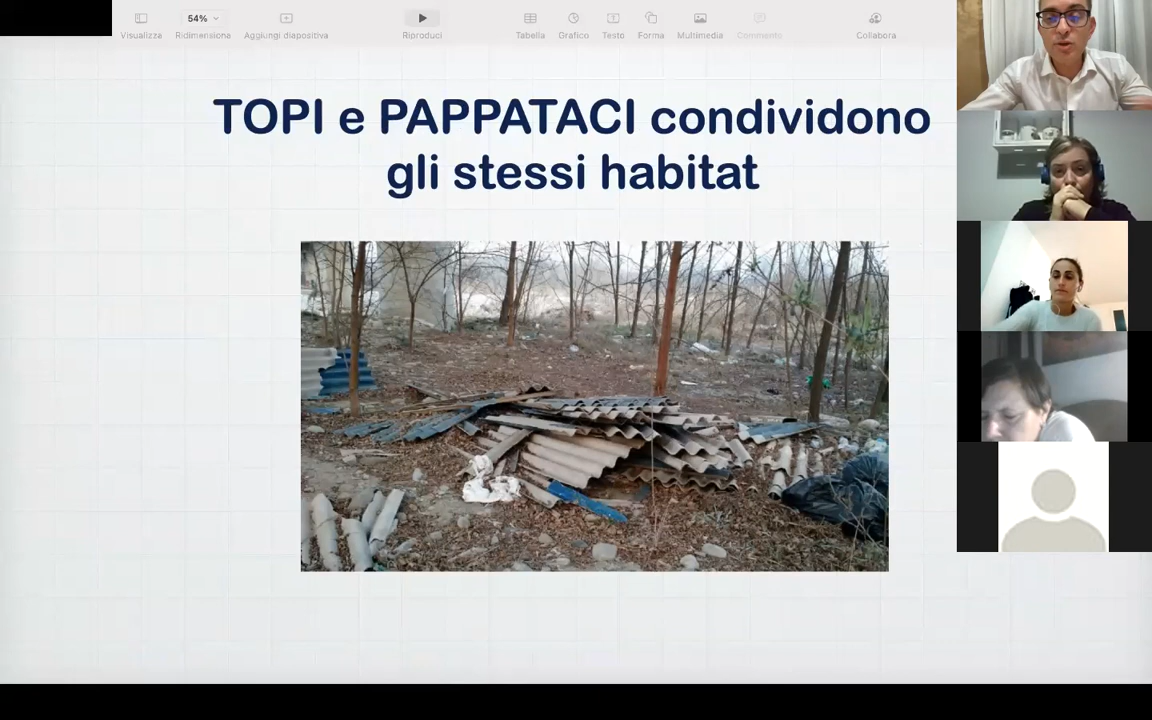 54%
Visualizza
Ridimensiona
Aggiungi diapositiva
Riproduci
Tabella
Grafico
Testo
Forma
Multimedia
Commento
Collabora
TOPI e PAPPATACI condividono
gli stessi habitat